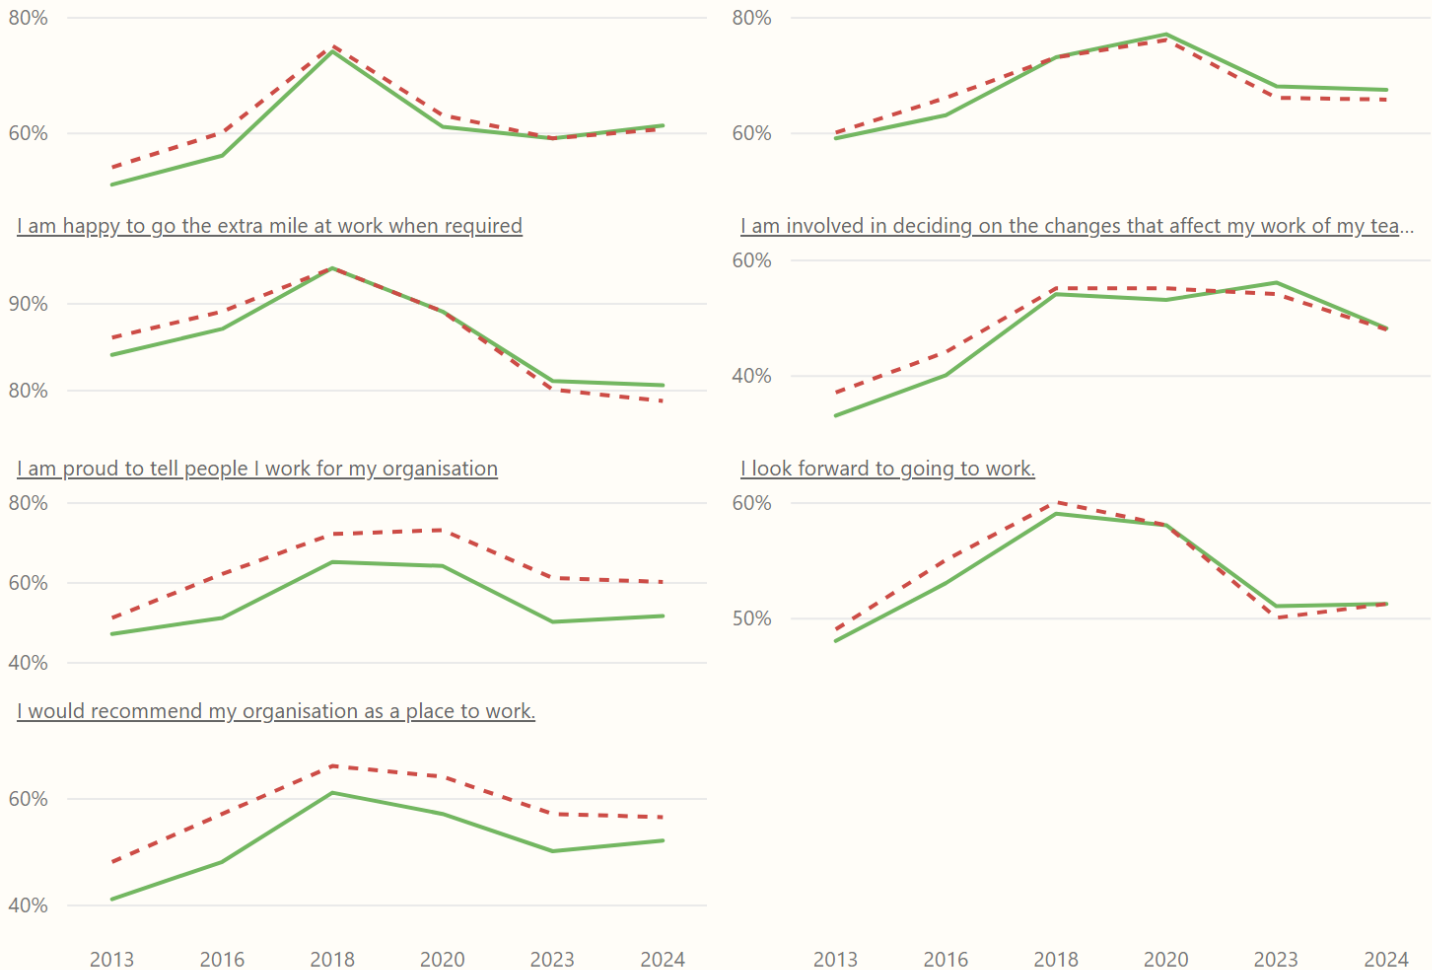 80%
60%
80%
60%
I am happy to go the extra mile at work when required
90%
80%
I am involved in deciding on the changes that affect my work of my tea...
60%
40%
I am proud to tell people I work for my organisation
80%
60%
40%
I look forward to going to work.
60%
50%
I would recommend my organisation as a place to work.
60%
40%
2013 2016 2018 2020 2023 2024
2013 2016 2018 2020 2023 2024